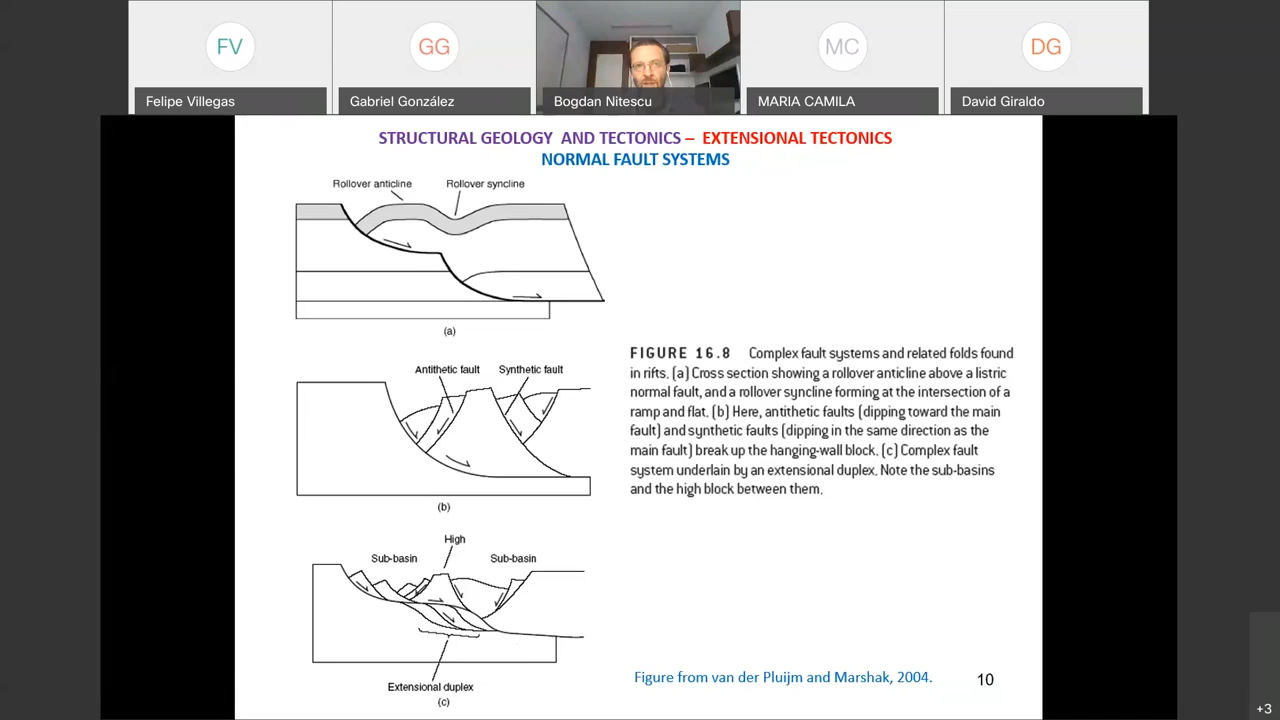 FV
GG
MC
DG
Felipe Villegas
Gabriel González
Bogdan Nitescu
MARIA CAMILA
David Giraldo
STRUCTURAL GEOLOGY AND TECTONICS – EXTENSIONAL TECTONICS
NORMAL FAULT SYSTEMS
Rollover anticline
Rollover syncline
(a)
Antithetic fault
Synthetic fault
(b)
High
Sub-basin
Sub-basin
Extensional duplex
(c)
FIGURE 16.8 Complex fault systems and related folds found
in rifts. (a) Cross section showing a rollover anticline above a listric
normal fault, and a rollover syncline forming at the intersection of a
ramp and flat. (b) Here, antithetic faults (dipping toward the main
fault) and synthetic faults (dipping in the same direction as the
main fault) break up the hanging-wall block. (c) Complex fault
system underlain by an extensional duplex. Note the sub-basins
and the high block between them.
Figure from van der Pluijm and Marshak, 2004.
10
+3